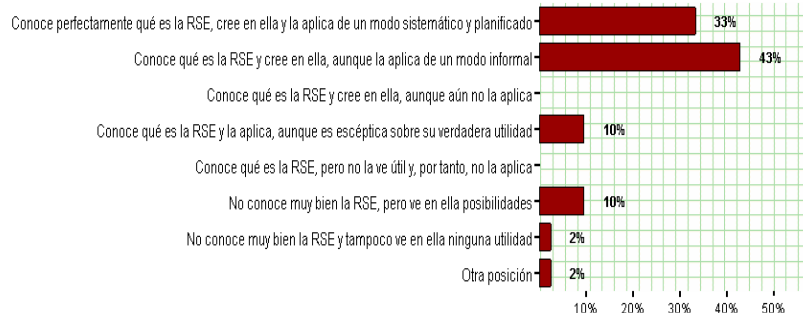 Conoce perfectamente qué es la RSE, cree en ella y la aplica de un modo sistemático y planificado 33%
Conoce qué es la RSE y cree en ella, aunque la aplica de un modo informal 43%
Conoce qué es la RSE y cree en ella, aunque aún no la aplica
Conoce qué es la RSE y la aplica, aunque es escéptica sobre su verdadera utilidad 10%
Conoce qué es la RSE, pero no la ve útil y, por tanto, no la aplica
No conoce muy bien la RSE, pero ve en ella posibilidades 10%
No conoce muy bien la RSE y tampoco ve en ella ninguna utilidad 2%
Otra posición 2%
10% 20% 30% 40% 50%